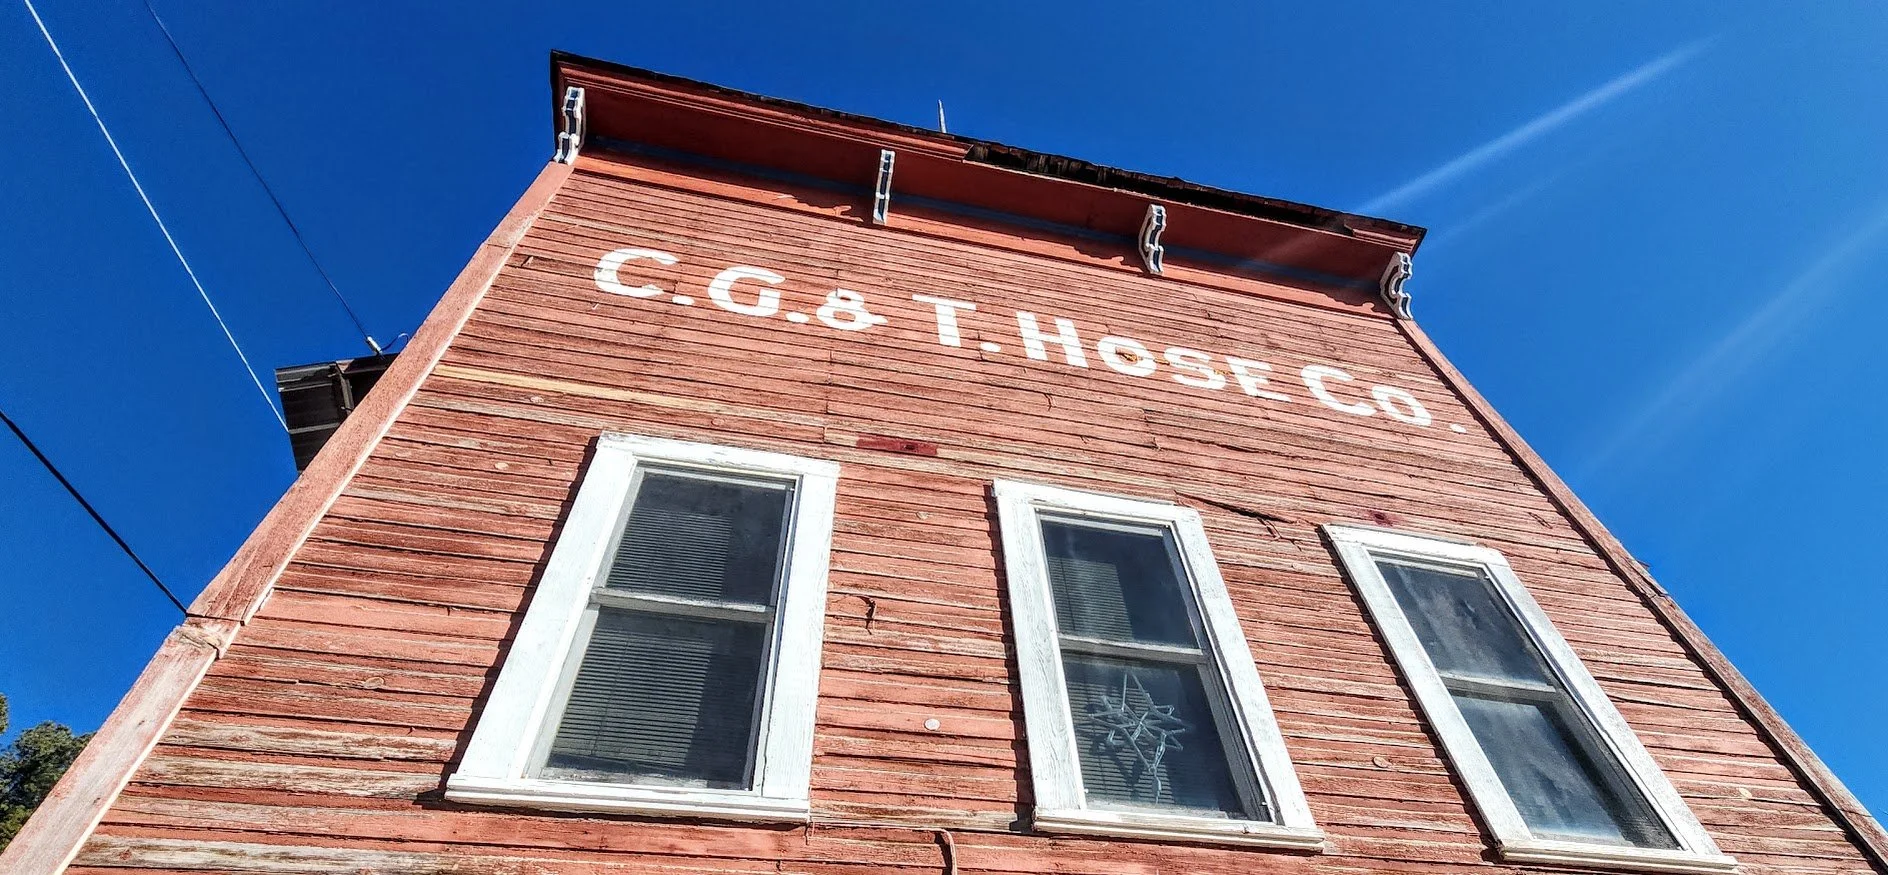 C.G. & T. HOSE CO.